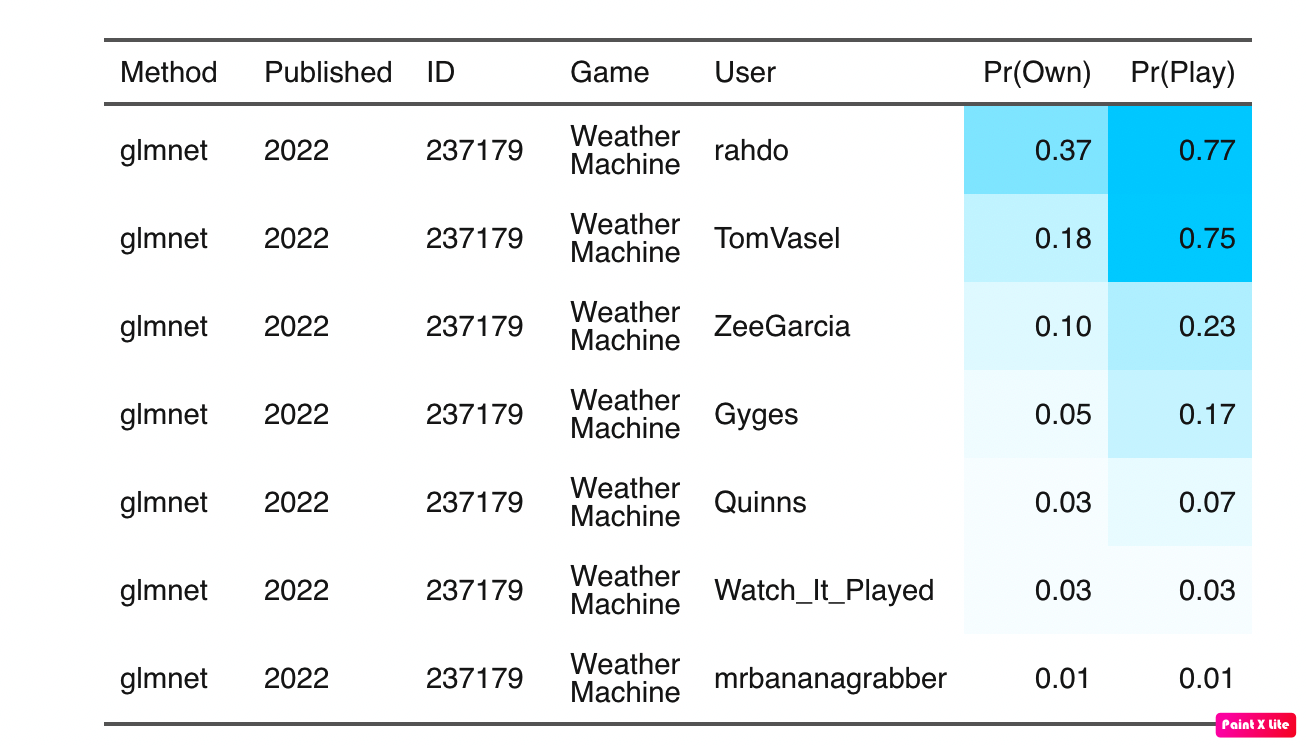 Method Published ID Game User Pr(Own) Pr(Play)
glmnet 2022 237179 Weather Machine rahdo 0.37 0.77
glmnet 2022 237179 Weather Machine TomVasel 0.18 0.75
glmnet 2022 237179 Weather Machine ZeeGarcia 0.10 0.23
glmnet 2022 237179 Weather Machine Gyges 0.05 0.17
glmnet 2022 237179 Weather Machine Quinns 0.03 0.07
glmnet 2022 237179 Weather Machine Watch_It_Played 0.03 0.03
glmnet 2022 237179 Weather Machine mrbananagrabber 0.01 0.01
Paint X Lite